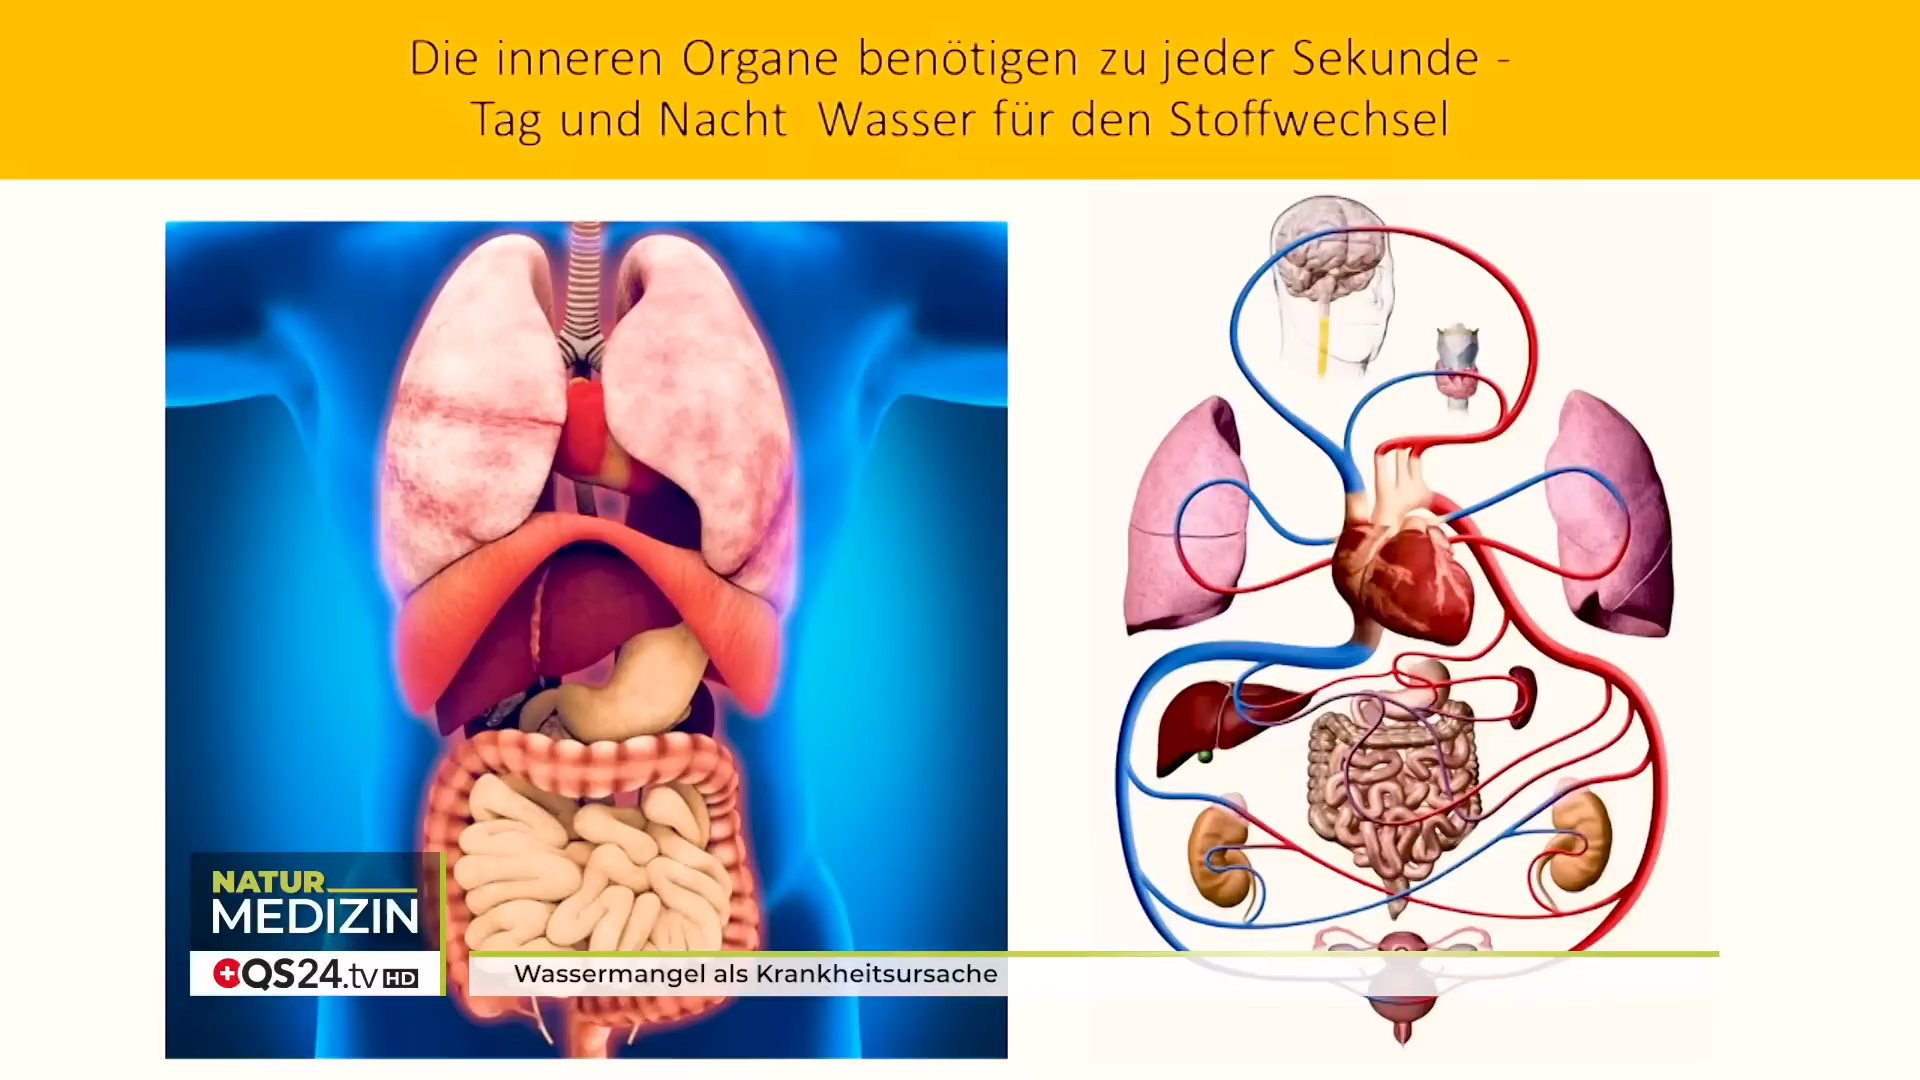 Die inneren Organe benötigen zu jeder Sekunde -
Tag und Nacht  Wasser für den Stoffwechsel
NATUR
MEDIZIN
QS24.tv HD
Wassermangel als Krankheitsursache